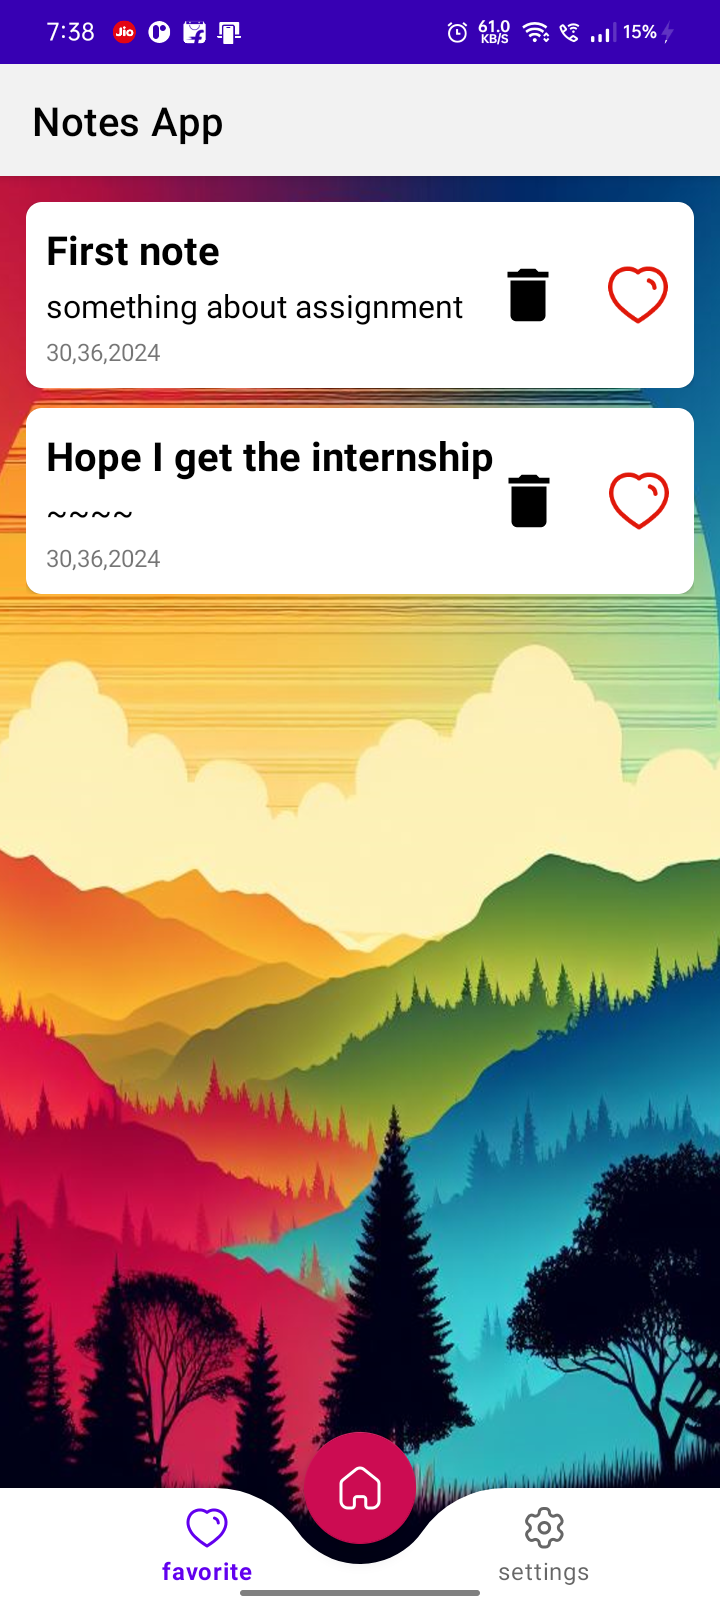 7:38 Jio 61.0 KB/S 15%
Notes App
First note
something about assignment
30,36,2024
Hope I get the internship
~~~~
30,36,2024
favorite settings